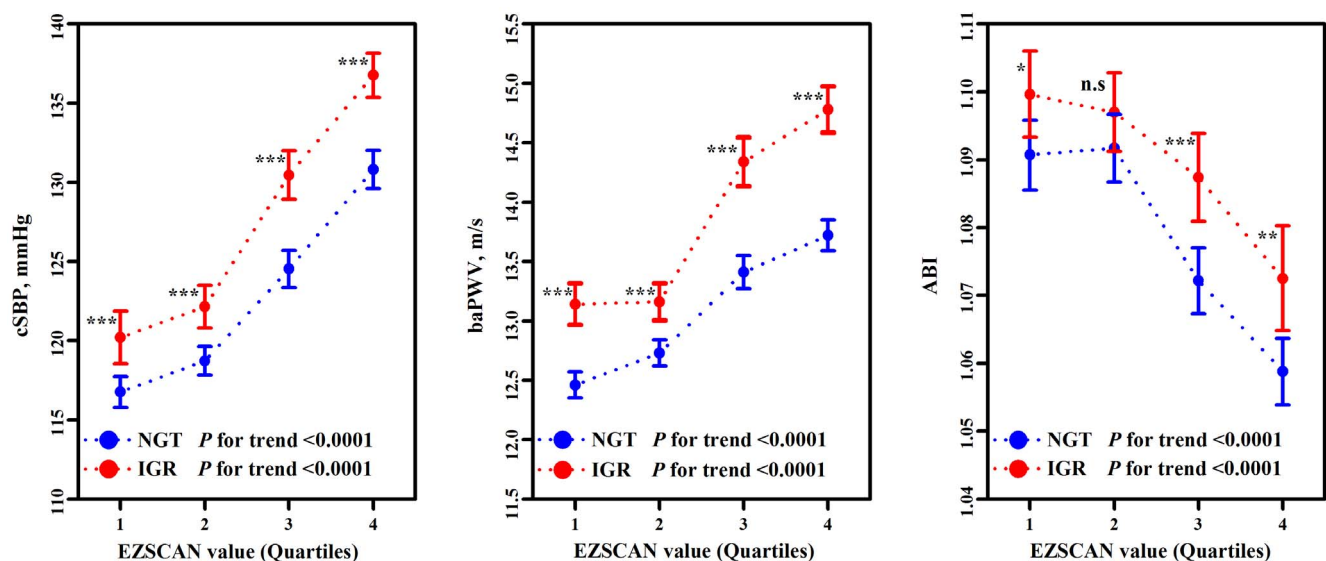 cSBP, mmHg
140
135
130
125
120
115
110
***
***
***
***
NGT P for trend <0.0001
IGR P for trend <0.0001
1 2 3 4
EZSCAN value (Quartiles)
baPWV, m/s
15.5
15.0
14.5
14.0
13.5
13.0
12.5
12.0
11.5
***
***
***
***
NGT P for trend <0.0001
IGR P for trend <0.0001
1 2 3 4
EZSCAN value (Quartiles)
ABI
1.11
1.10
1.09
1.08
1.07
1.06
1.05
1.04
*
n.s
***
**
NGT P for trend <0.0001
IGR P for trend <0.0001
1 2 3 4
EZSCAN value (Quartiles)